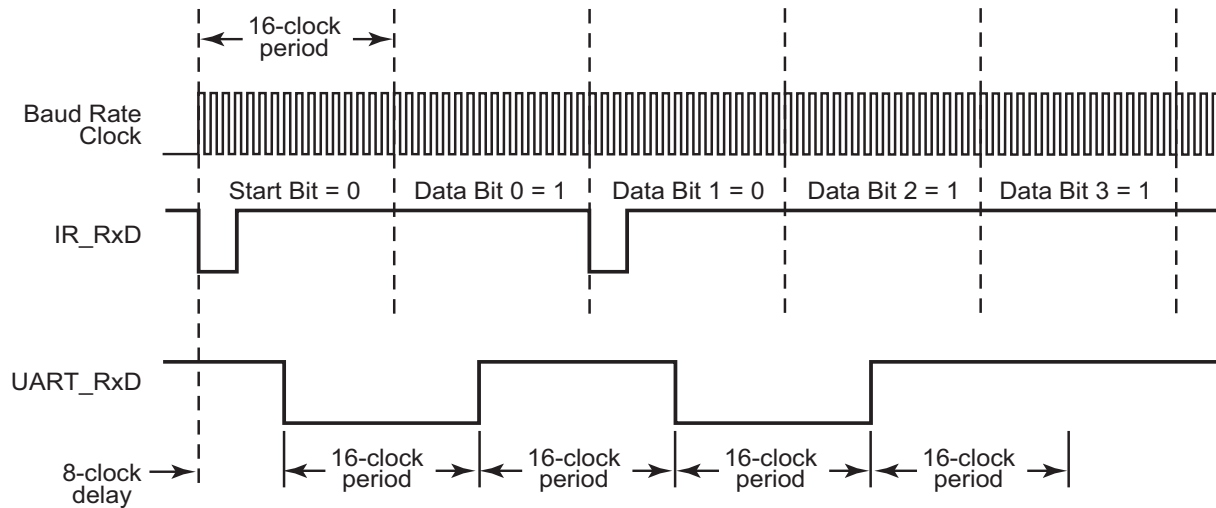 16-clock
period
Baud Rate
Clock
Start Bit = 0
Data Bit 0 = 1
Data Bit 1 = 0
Data Bit 2 = 1
Data Bit 3 = 1
IR_RxD
UART_RxD
8-clock
delay
16-clock
period
16-clock
period
16-clock
period
16-clock
period